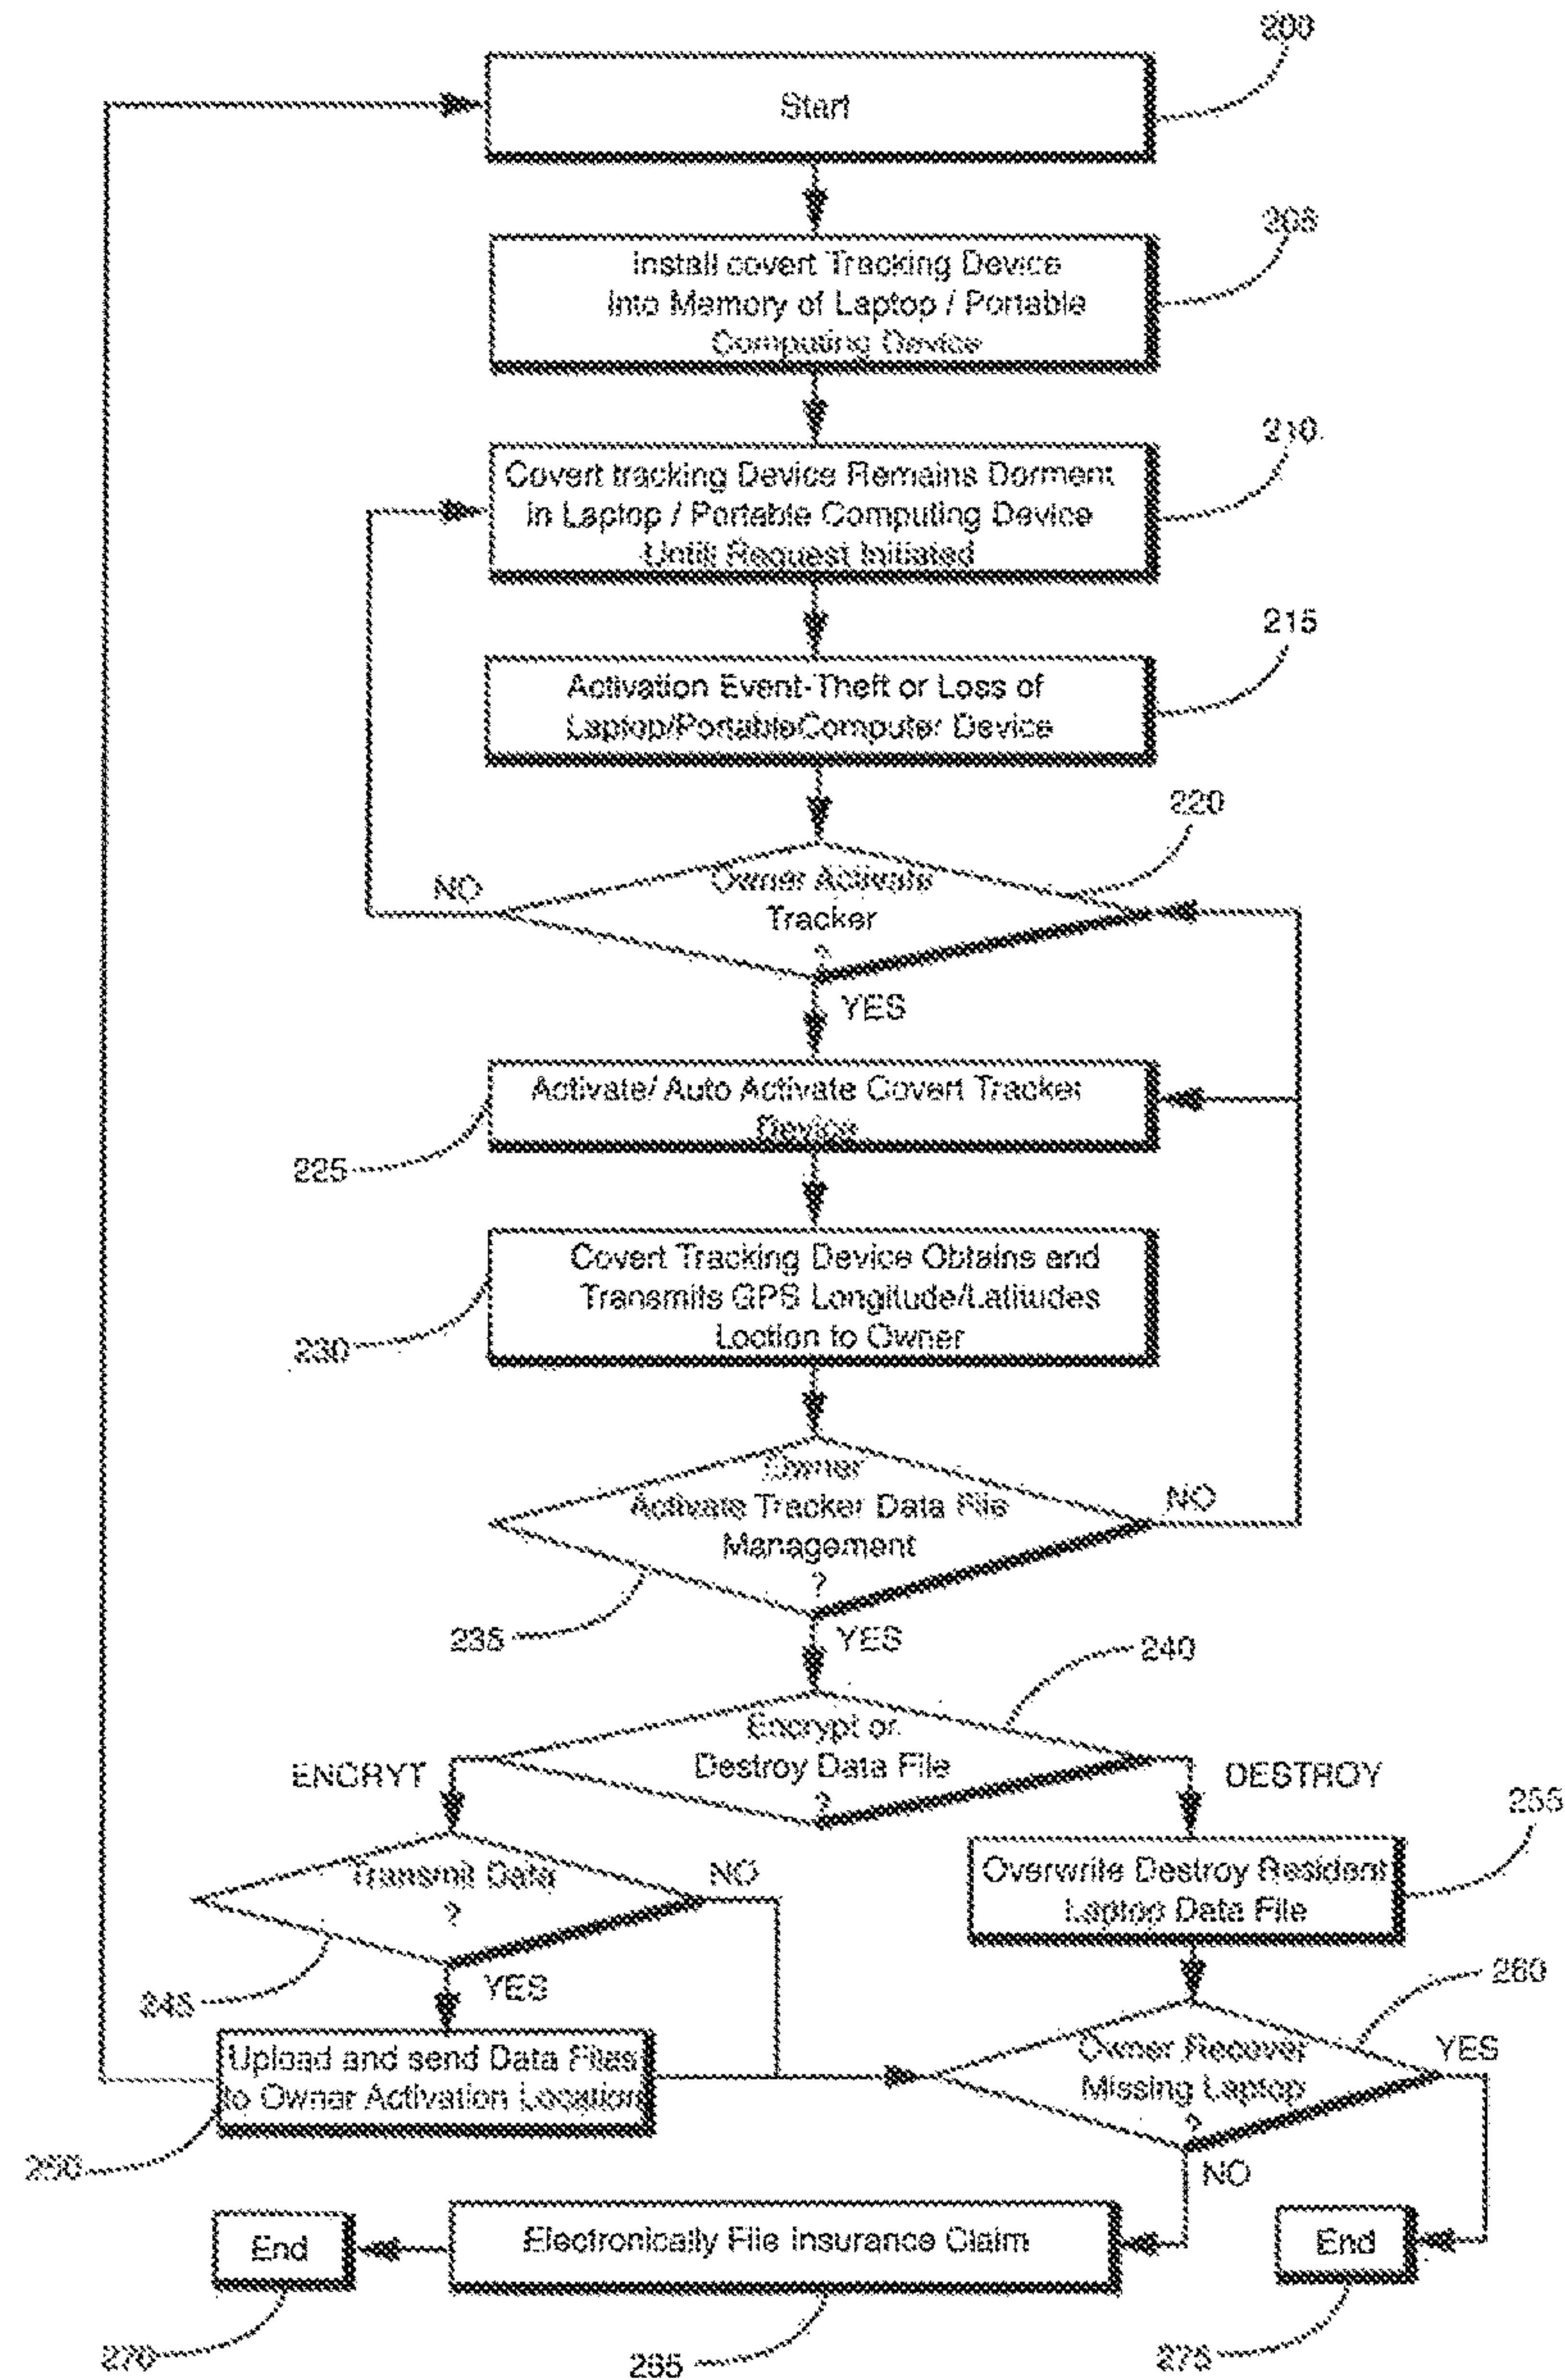 200
Start
205
Install covert Tracking Device
into Memory of Laptop / Portable
Computing Device
210
Covert tracking Device Remains Dorment
in Laptop / Portable Computing Device
Untill Request Initiated
215
Activation Event-Theft or Loss of
Laptop/PortableComputer Device
220
Owner Activate
Tracker
?
NO
YES
Activate/ Auto Activate Covert Tracker
Device
225
Covert Tracking Device Obtains and
Transmits GPS Longitude/Latitudes
Loction to Owner
230
Owner
Activate Tracker Data File
Management
?
NO
235
YES
240
Encrypt or
Destroy Data File
?
ENCRYT
DESTROY
255
Transmit Data
?
NO
Overwrite Destroy Resident
Laptop Data File
245
YES
260
Upload and send Data Files
to Owner Activation Location
Owner Recover
Missing Laptop
?
YES
250
NO
End
Electronically File Insurance Claim
End
270
265
275